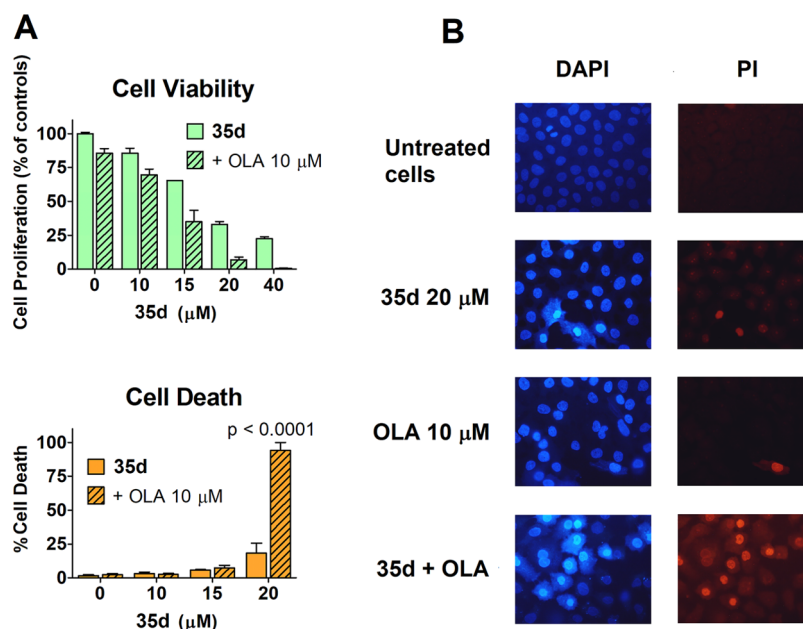 A
Cell Viability
Cell Proliferation (% of controls)
100
75
50
25
0
35d
+ OLA 10 µM
0 10 15 20 40
35d (µM)
Cell Death
% Cell Death
100
75
50
25
0
p < 0.0001
35d
+ OLA 10 µM
0 10 15 20
35d (µM)
B
DAPI PI
Untreated
cells
35d 20 µM
OLA 10 µM
35d + OLA